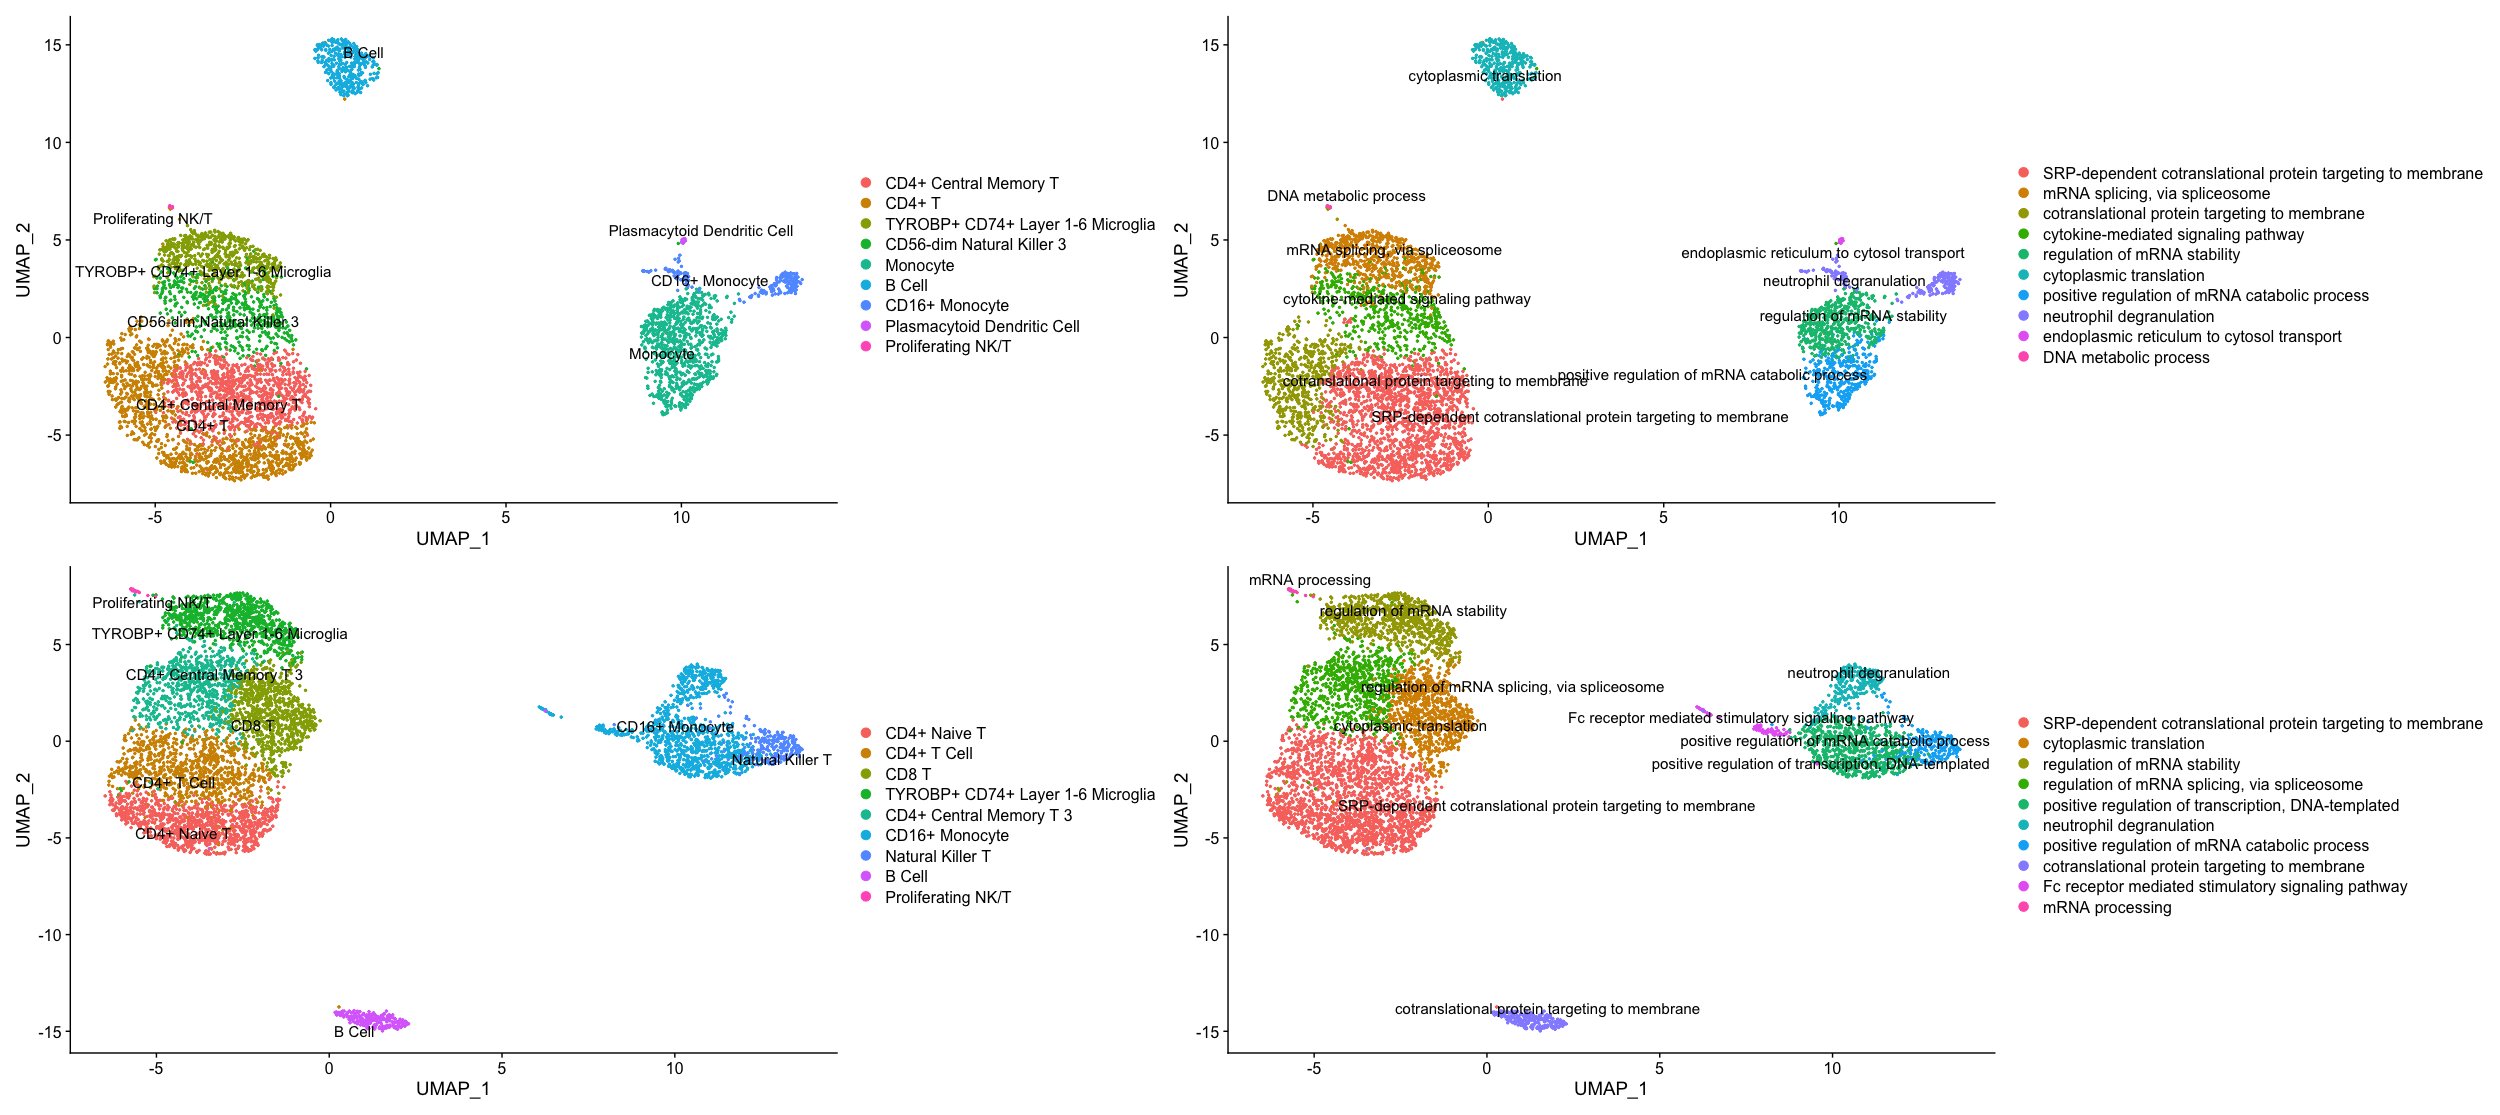 15
10
5
0
-5
UMAP_2
-5
0
5
10
UMAP_1
B Cell
Proliferating NK/T
TYROBP+ CD74+ Layer 1-6 Microglia
CD56-dim Natural Killer 3
CD4+ Central Memory T
CD4+ T
Plasmacytoid Dendritic Cell
CD16+ Monocyte
Monocyte
CD4+ Central Memory T
CD4+ T
TYROBP+ CD74+ Layer 1-6 Microglia
CD56-dim Natural Killer 3
Monocyte
B Cell
CD16+ Monocyte
Plasmacytoid Dendritic Cell
Proliferating NK/T
15
10
5
0
-5
UMAP_2
-5
0
5
10
UMAP_1
cytoplasmic translation
DNA metabolic process
mRNA splicing, via spliceosome
cytokine-mediated signaling pathway
cotranslational protein targeting to membrane
SRP-dependent cotranslational protein targeting to membrane
endoplasmic reticulum to cytosol transport
neutrophil degranulation
regulation of mRNA stability
positive regulation of mRNA catabolic process
SRP-dependent cotranslational protein targeting to membrane
mRNA splicing, via spliceosome
cotranslational protein targeting to membrane
cytokine-mediated signaling pathway
regulation of mRNA stability
cytoplasmic translation
positive regulation of mRNA catabolic process
neutrophil degranulation
endoplasmic reticulum to cytosol transport
DNA metabolic process
5
0
-5
-10
-15
UMAP_2
-5
0
5
10
UMAP_1
Proliferating NK/T
TYROBP+ CD74+ Layer 1-6 Microglia
CD4+ Central Memory T 3
CD8 T
CD4+ T Cell
CD4+ Naive T
CD16+ Monocyte
Natural Killer T
B Cell
CD4+ Naive T
CD4+ T Cell
CD8 T
TYROBP+ CD74+ Layer 1-6 Microglia
CD4+ Central Memory T 3
CD16+ Monocyte
Natural Killer T
B Cell
Proliferating NK/T
5
0
-5
-10
-15
UMAP_2
-5
0
5
10
UMAP_1
mRNA processing
regulation of mRNA stability
regulation of mRNA splicing, via spliceosome
cytoplasmic translation
SRP-dependent cotranslational protein targeting to membrane
neutrophil degranulation
Fc receptor mediated stimulatory signaling pathway
positive regulation of mRNA catabolic process
positive regulation of transcription, DNA-templated
cotranslational protein targeting to membrane
SRP-dependent cotranslational protein targeting to membrane
cytoplasmic translation
regulation of mRNA stability
regulation of mRNA splicing, via spliceosome
positive regulation of transcription, DNA-templated
neutrophil degranulation
positive regulation of mRNA catabolic process
cotranslational protein targeting to membrane
Fc receptor mediated stimulatory signaling pathway
mRNA processing